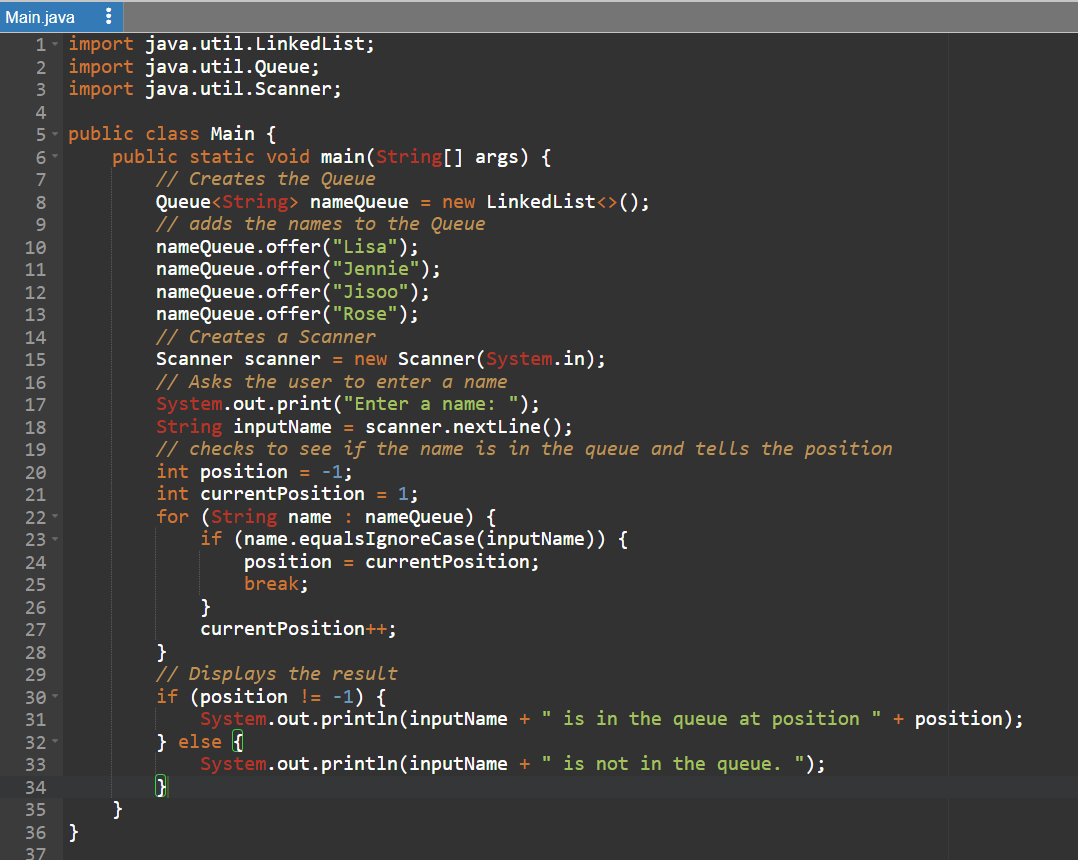 Main.java
1 import java.util.LinkedList;
2 import java.util.Queue;
3 import java.util.Scanner;
4
5 public class Main {
6     public static void main(String[] args) {
7         // Creates the Queue
8         Queue<String> nameQueue = new LinkedList<>();
9         // adds the names to the Queue
10         nameQueue.offer("Lisa");
11         nameQueue.offer("Jennie");
12         nameQueue.offer("Jisoo");
13         nameQueue.offer("Rose");
14         // Creates a Scanner
15         Scanner scanner = new Scanner(System.in);
16         // Asks the user to enter a name
17         System.out.print("Enter a name: ");
18         String inputName = scanner.nextLine();
19         // checks to see if the name is in the queue and tells the position
20         int position = -1;
21         int currentPosition = 1;
22         for (String name : nameQueue) {
23             if (name.equalsIgnoreCase(inputName)) {
24                 position = currentPosition;
25                 break;
26             }
27             currentPosition++;
28         }
29         // Displays the result
30         if (position != -1) {
31             System.out.println(inputName + " is in the queue at position " + position);
32         } else {
33             System.out.println(inputName + " is not in the queue. ");
34         }
35     }
36 }
37